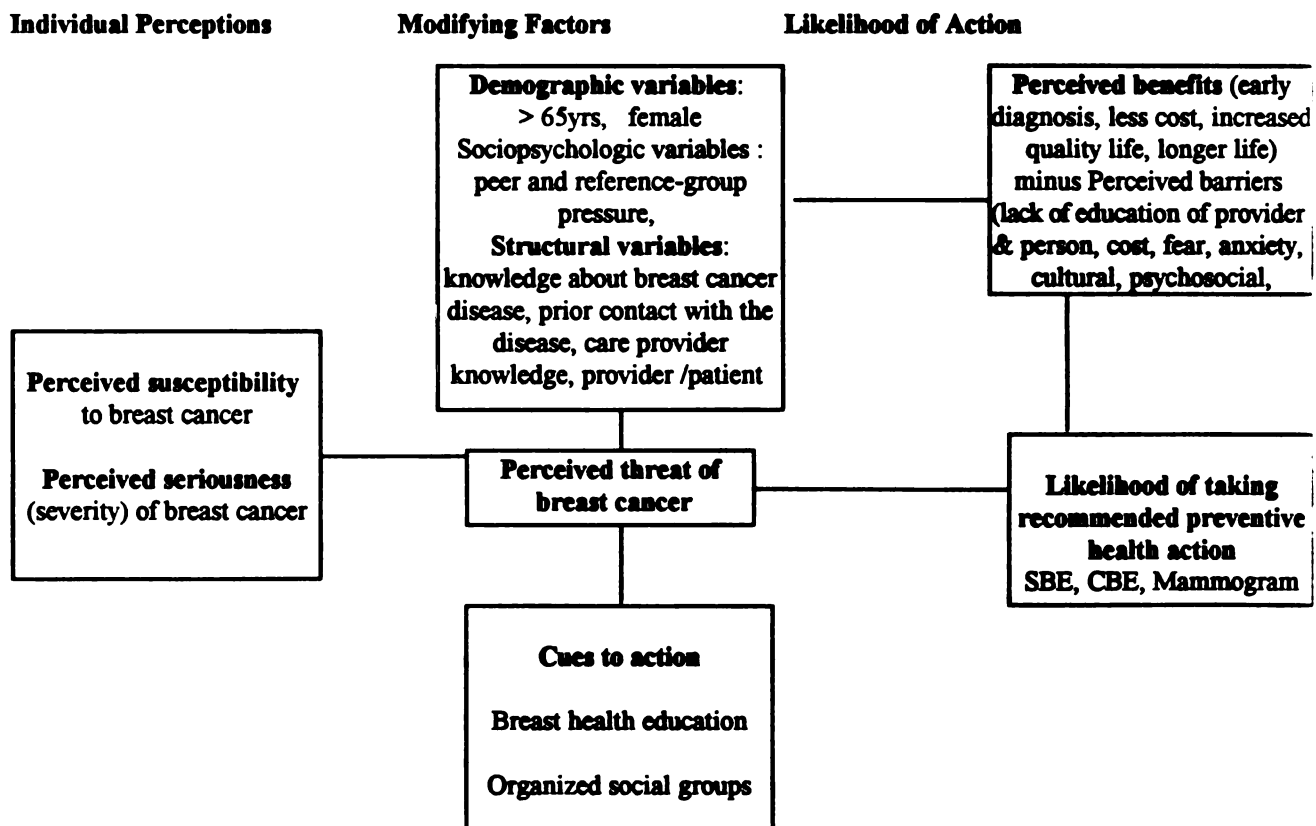 Individual Perceptions
Modifying Factors
Likelihood of Action
Demographic variables:
> 65yrs, female
Sociopsychologic variables :
peer and reference-group
pressure,
Structural variables:
knowledge about breast cancer
disease, prior contact with the
disease, care provider
knowledge, provider /patient
Perceived benefits (early
diagnosis, less cost, increased
quality life, longer life)
minus Perceived barriers
(lack of education of provider
& person, cost, fear, anxiety,
cultural, psychosocial,
Perceived susceptibility
to breast cancer
Perceived seriousness
(severity) of breast cancer
Perceived threat of
breast cancer
Likelihood of taking
recommended preventive
health action
SBE, CBE, Mammogram
Cues to action
Breast health education
Organized social groups